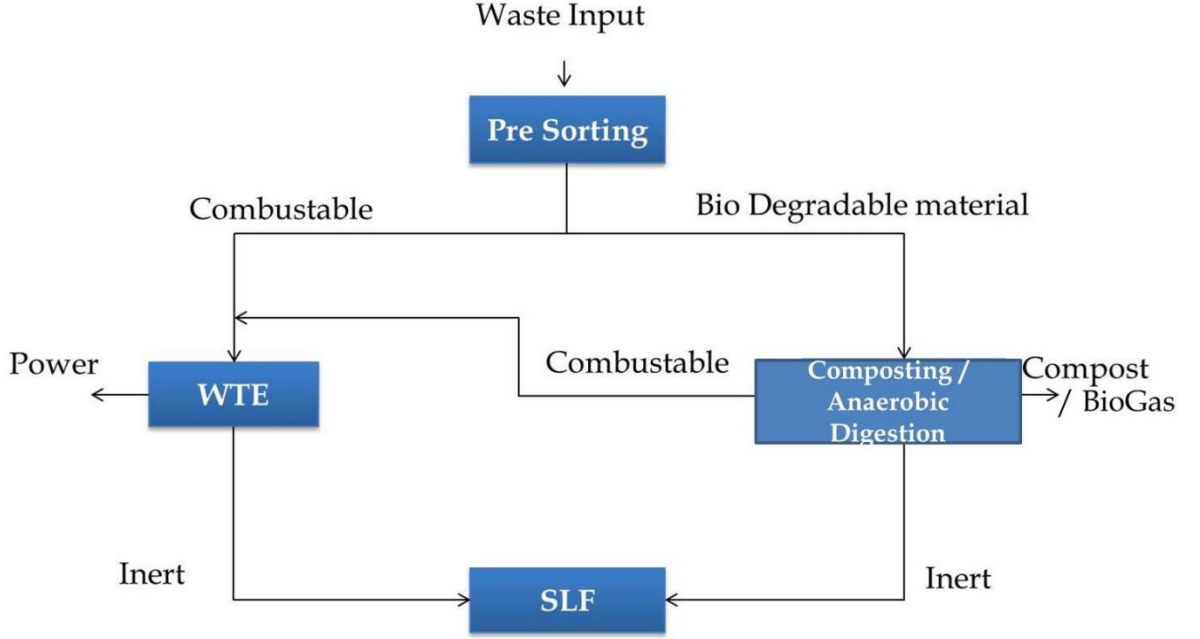 Waste Input
Pre Sorting
Combustable
Bio Degradable material
Power
WTE
Combustable
Composting /
Anaerobic
Digestion
Compost
/ BioGas
Inert
SLF
Inert